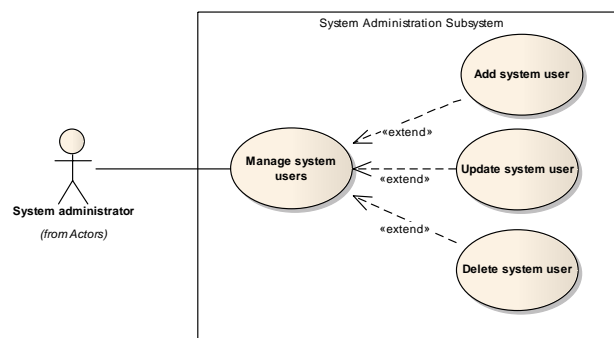 System Administration Subsystem
Add system user
«extend»
Manage system
users
«extend»
Update system user
System administrator
(from Actors)
«extend»
Delete system user